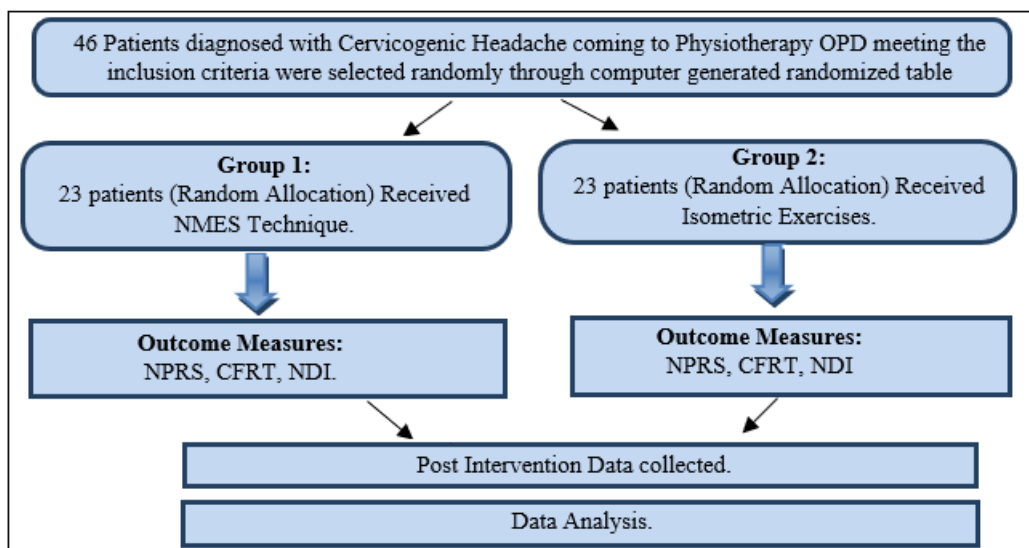 46 Patients diagnosed with Cervicogenic Headache coming to Physiotherapy OPD meeting the
inclusion criteria were selected randomly through computer generated randomized table
Group 1:
23 patients (Random Allocation) Received
NMES Technique.
Group 2:
23 patients (Random Allocation) Received
Isometric Exercises.
Outcome Measures:
NPRS, CFRT, NDI.
Outcome Measures:
NPRS, CFRT, NDI
Post Intervention Data collected.
Data Analysis.